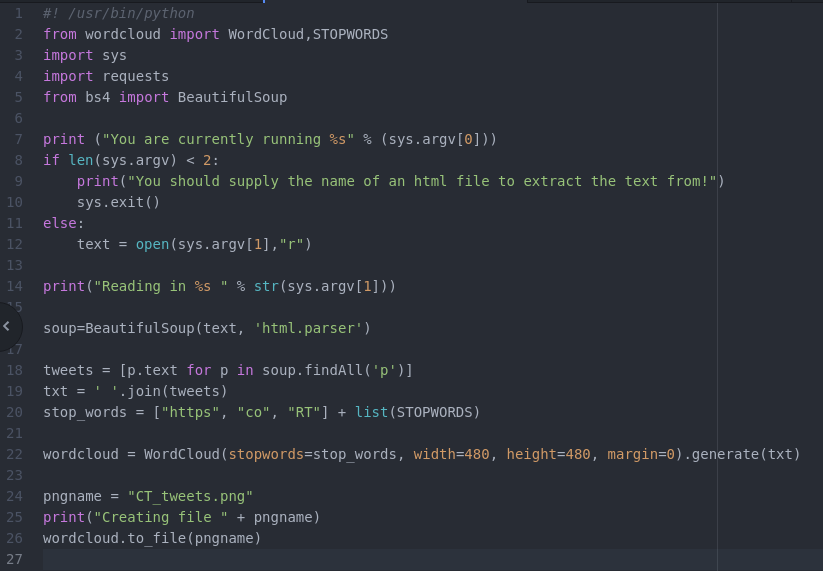 1 #! /usr/bin/python
2 from wordcloud import WordCloud,STOPWORDS
3 import sys
4 import requests
5 from bs4 import BeautifulSoup
6
7 print ("You are currently running %s" % (sys.argv[0]))
8 if len(sys.argv) < 2:
9     print("You should supply the name of an html file to extract the text from!")
10     sys.exit()
11 else:
12     text = open(sys.argv[1],"r")
13
14 print("Reading in %s " % str(sys.argv[1]))
15
soup=BeautifulSoup(text, 'html.parser')
17
18 tweets = [p.text for p in soup.findAll('p')]
19 txt = ' '.join(tweets)
20 stop_words = ["https", "co", "RT"] + list(STOPWORDS)
21
22 wordcloud = WordCloud(stopwords=stop_words, width=480, height=480, margin=0).generate(txt)
23
24 pngname = "CT_tweets.png"
25 print("Creating file " + pngname)
26 wordcloud.to_file(pngname)
27